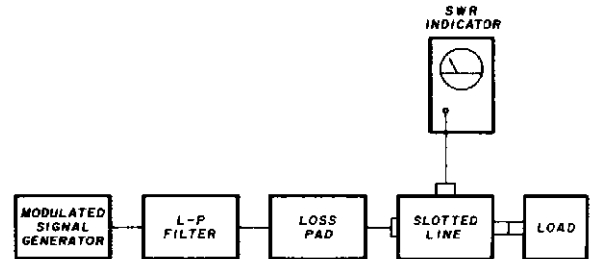 SWR
INDICATOR
MODULATED
SIGNAL
GENERATOR
L-P
FILTER
LOSS
PAD
SLOTTED
LINE
LOAD